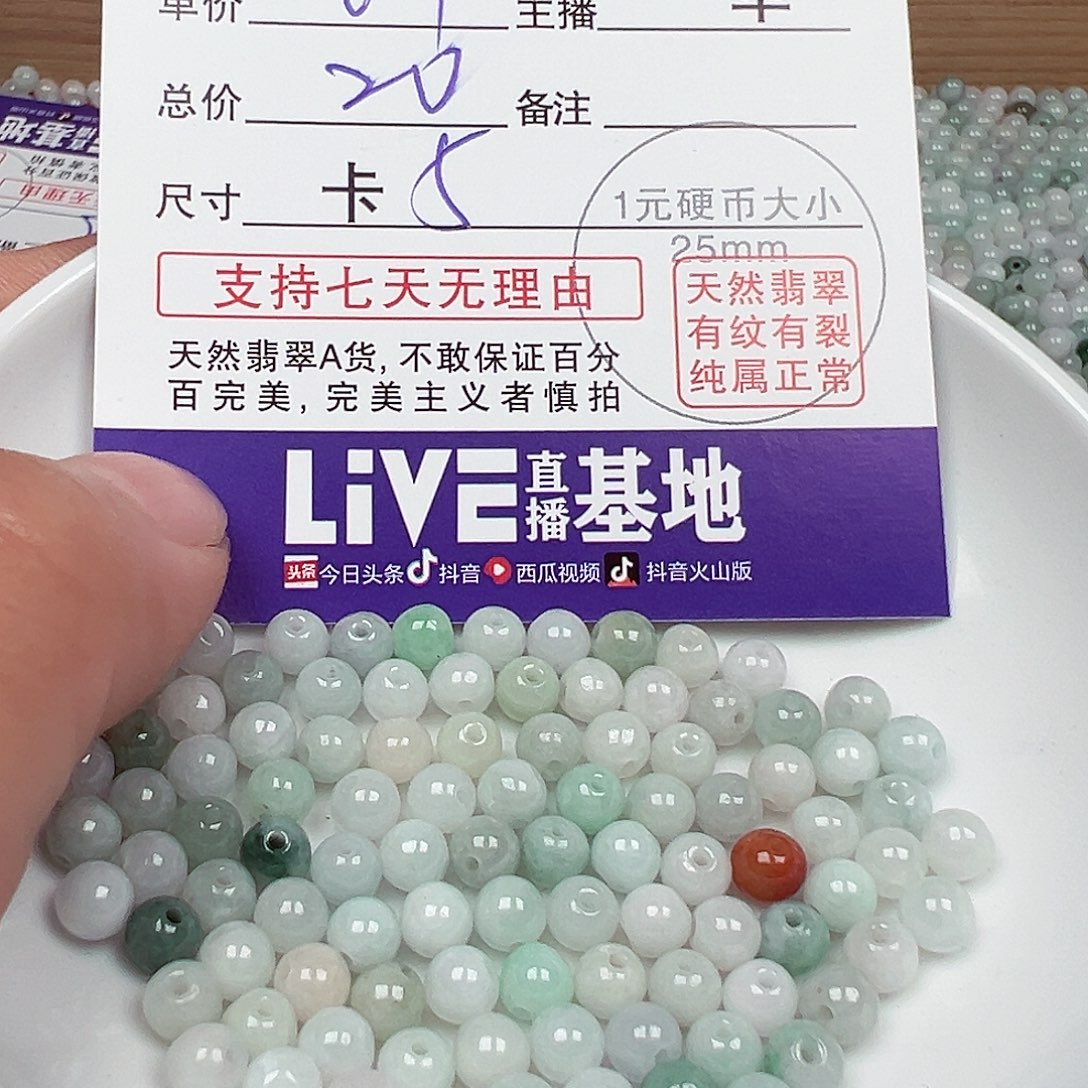 单价 主播
总价 20 备注
尺寸 卡 5
1元硬币大小
25mm
支持七天无理由
天然翡翠
有纹有裂
纯属正常
天然翡翠A货, 不敢保证百分
百完美, 完美主义者慎拍
LiVE直播基地
头条 今日头条 抖音 西瓜视频 抖音火山版